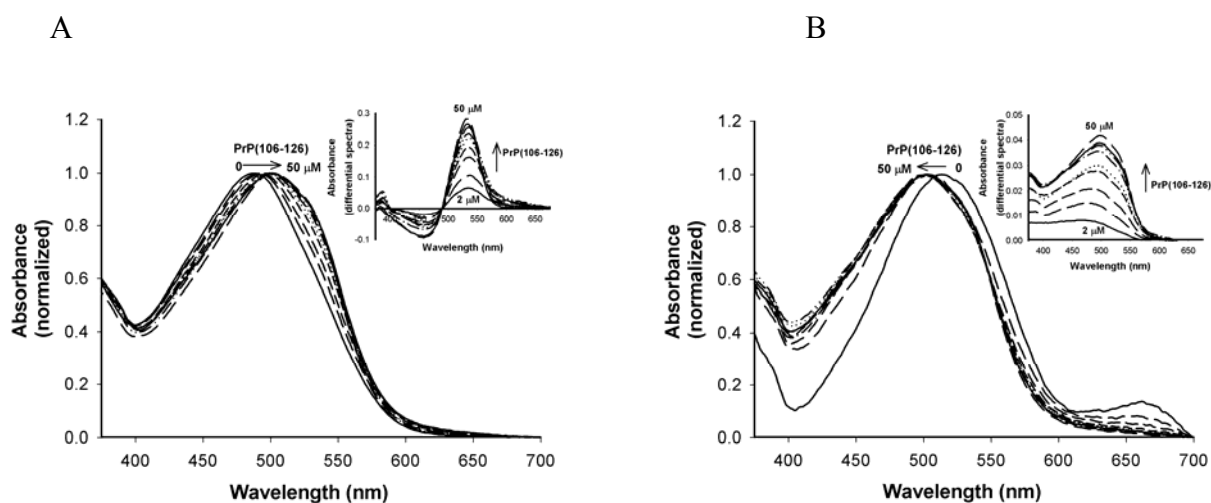 A
B
1.2
1.0
0.8
0.6
0.4
0.2
0.0
400 450 500 550 600 650 700
Wavelength (nm)
Absorbance
(normalized)
PrP(106-126)
0 50 µM
0.3
0.2
0.1
0.0
-0.1
400 450 500 550 600 650
Wavelength (nm)
Absorbance
(differential spectra)
50 µM
PrP(106-126)
2 µM
1.2
1.0
0.8
0.6
0.4
0.2
0.0
400 450 500 550 600 650 700
Wavelength (nm)
Absorbance
(normalized)
PrP(106-126)
50 µM 0
0.05
0.04
0.03
0.02
0.01
0.00
400 450 500 550 600 650
Wavelength (nm)
Absorbance
(differential spectra)
50 µM
PrP(106-126)
2 µM